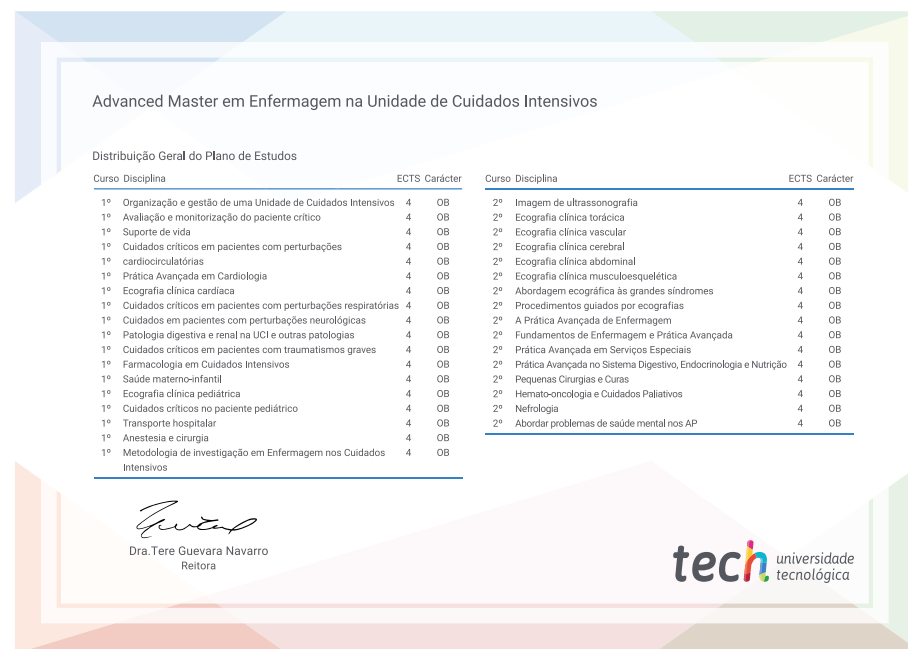 Advanced Master em Enfermagem na Unidade de Cuidados Intensivos
Distribuição Geral do Plano de Estudos
Curso Disciplina ECTS Carácter
1º Organização e gestão de uma Unidade de Cuidados Intensivos 4 OB
1º Avaliação e monitorização do paciente crítico 4 OB
1º Suporte de vida 4 OB
1º Cuidados críticos em pacientes com perturbações 4 OB
1º cardiocirculatórias 4 OB
1º Prática Avançada em Cardiologia 4 OB
1º Ecografia clínica cardíaca 4 OB
1º Cuidados críticos em pacientes com perturbações respiratórias 4 OB
1º Cuidados em pacientes com perturbações neurológicas 4 OB
1º Patologia digestiva e renal na UCI e outras patologias 4 OB
1º Cuidados críticos em pacientes com traumatismos graves 4 OB
1º Farmacologia em Cuidados Intensivos 4 OB
1º Saúde materno-infantil 4 OB
1º Ecografia clínica pediátrica 4 OB
1º Cuidados críticos no paciente pediátrico 4 OB
1º Transporte hospitalar 4 OB
1º Anestesia e cirurgia 4 OB
1º Metodologia de investigação em Enfermagem nos Cuidados 4 OB
Intensivos
Curso Disciplina ECTS Carácter
2º Imagem de ultrassonografia 4 OB
2º Ecografia clínica torácica 4 OB
2º Ecografia clínica vascular 4 OB
2º Ecografia clínica cerebral 4 OB
2º Ecografia clínica abdominal 4 OB
2º Ecografia clínica musculoesquelética 4 OB
2º Abordagem ecográfica às grandes síndromes 4 OB
2º Procedimentos guiados por ecografias 4 OB
2º A Prática Avançada de Enfermagem 4 OB
2º Fundamentos de Enfermagem e Prática Avançada 4 OB
2º Prática Avançada em Serviços Especiais 4 OB
2º Prática Avançada no Sistema Digestivo, Endocrinologia e Nutrição 4 OB
2º Pequenas Cirurgias e Curas 4 OB
2º Hemato-oncologia e Cuidados Paliativos 4 OB
2º Nefrologia 4 OB
2º Abordar problemas de saúde mental nos AP 4 OB
Dra.Tere Guevara Navarro
Reitora
tech universidade
tecnológica